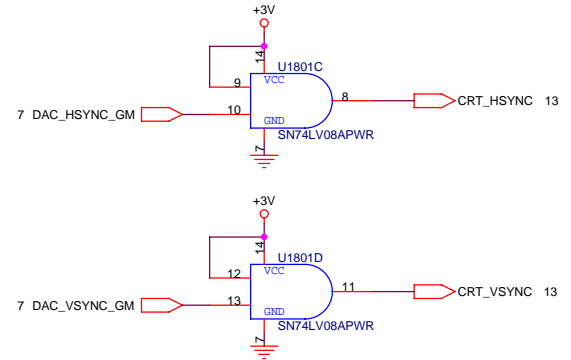 +3V
14
U1801C
VCC
9
8
7 DAC_HSYNC_GM
10
CRT_HSYNC 13
GND
SN74LV08APWR
7
+3V
14
U1801D
VCC
12
11
7 DAC_VSYNC_GM
13
CRT_VSYNC 13
GND
SN74LV08APWR
7